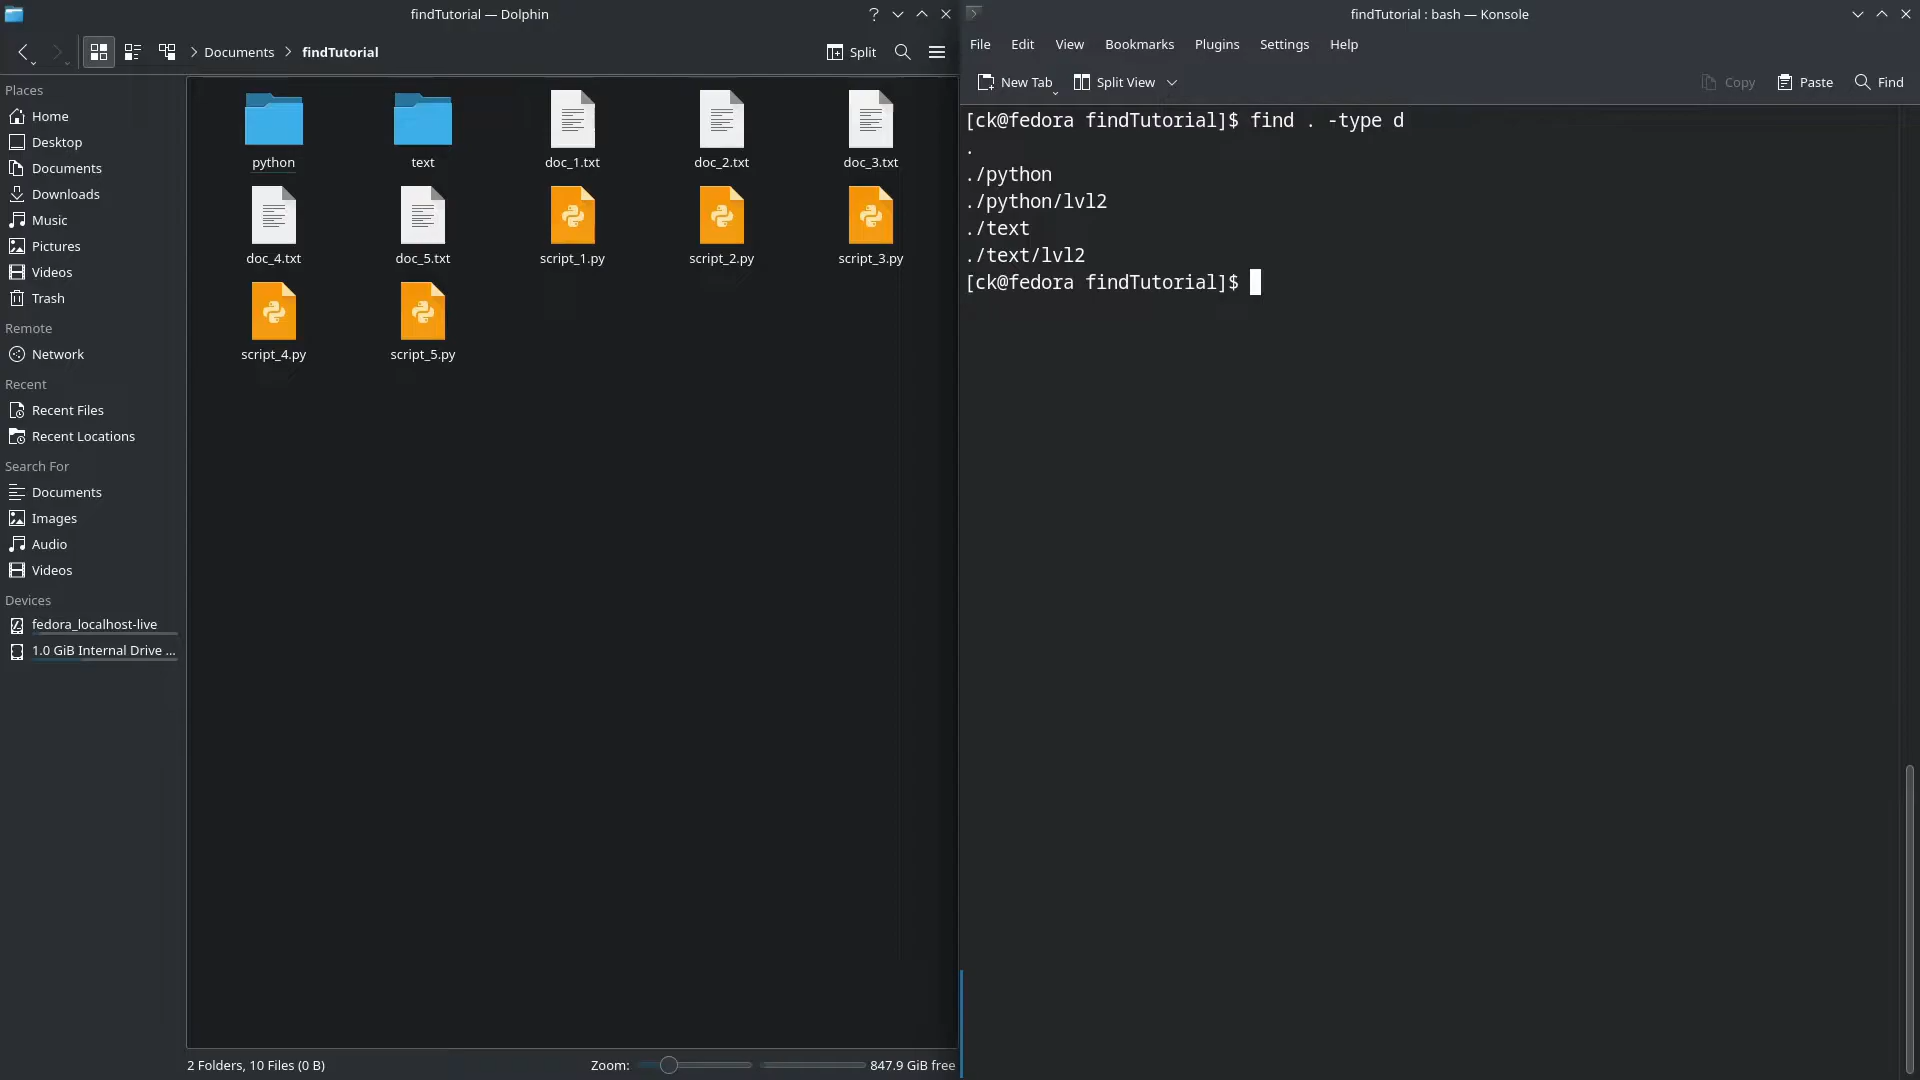 findTutorial — Dolphin
Documents findTutorial
Split
Places
Home
Desktop
Documents
Downloads
Music
Pictures
Videos
Trash
Remote
Network
Recent
Recent Files
Recent Locations
Search For
Documents
Images
Audio
Videos
Devices
fedora_localhost-live
1.0 GiB Internal Drive ...
python text doc_1.txt doc_2.txt doc_3.txt
doc_4.txt doc_5.txt script_1.py script_2.py script_3.py
script_4.py script_5.py
2 Folders, 10 Files (0 B) Zoom: 847.9 GiB free
findTutorial : bash — Konsole
File Edit View Bookmarks Plugins Settings Help
New Tab Split View Copy Paste Find
[ck@fedora findTutorial]$ find . -type d
.
./python
./python/lvl2
./text
./text/lvl2
[ck@fedora findTutorial]$